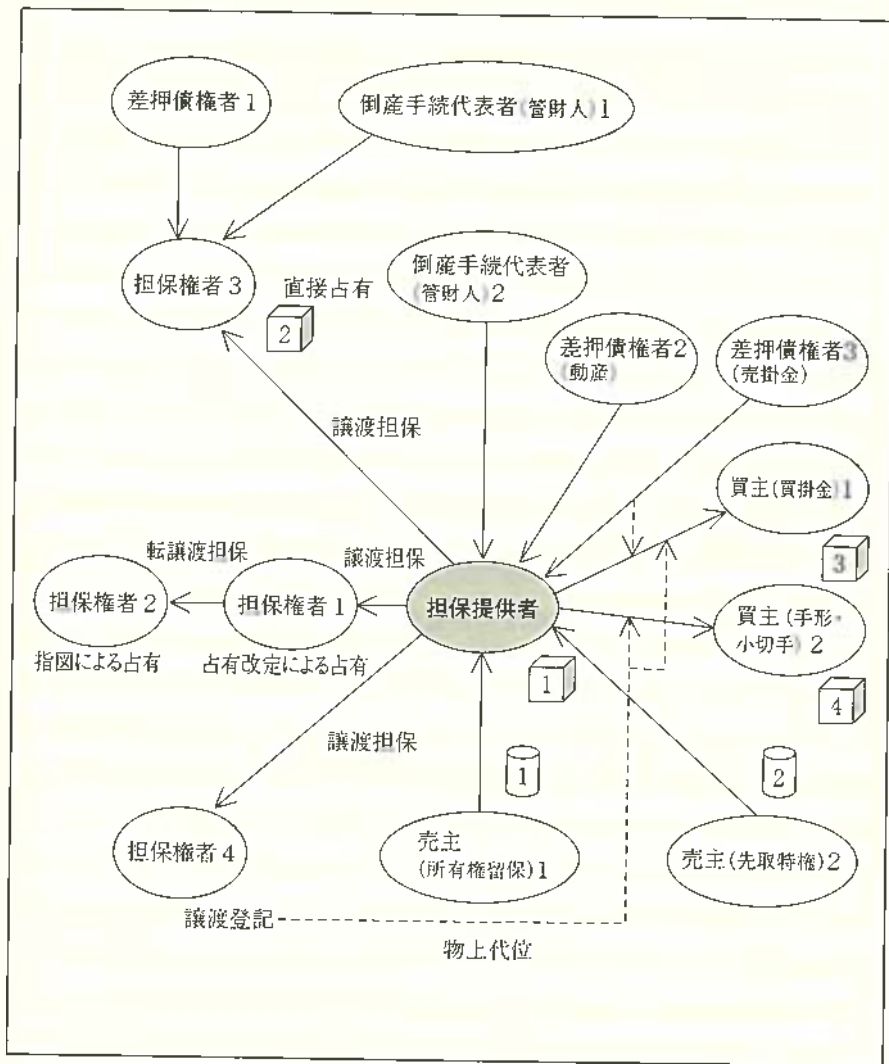 差押債権者1
倒産手続代表者(管財人)1
担保権者3
直接占有
2
倒産手続代表者
(管財人)2
差押債権者2
(動産)
差押債権者3
(売掛金)
譲渡担保
買主(買掛金)1
3
転譲渡担保
譲渡担保
担保権者2
担保権者1
担保提供者
買主(手形・
小切手)2
指図による占有
占有改定による占有
1
4
譲渡担保
1
2
担保権者4
売主
(所有権留保)1
売主(先取特権)2
譲渡登記
物上代位